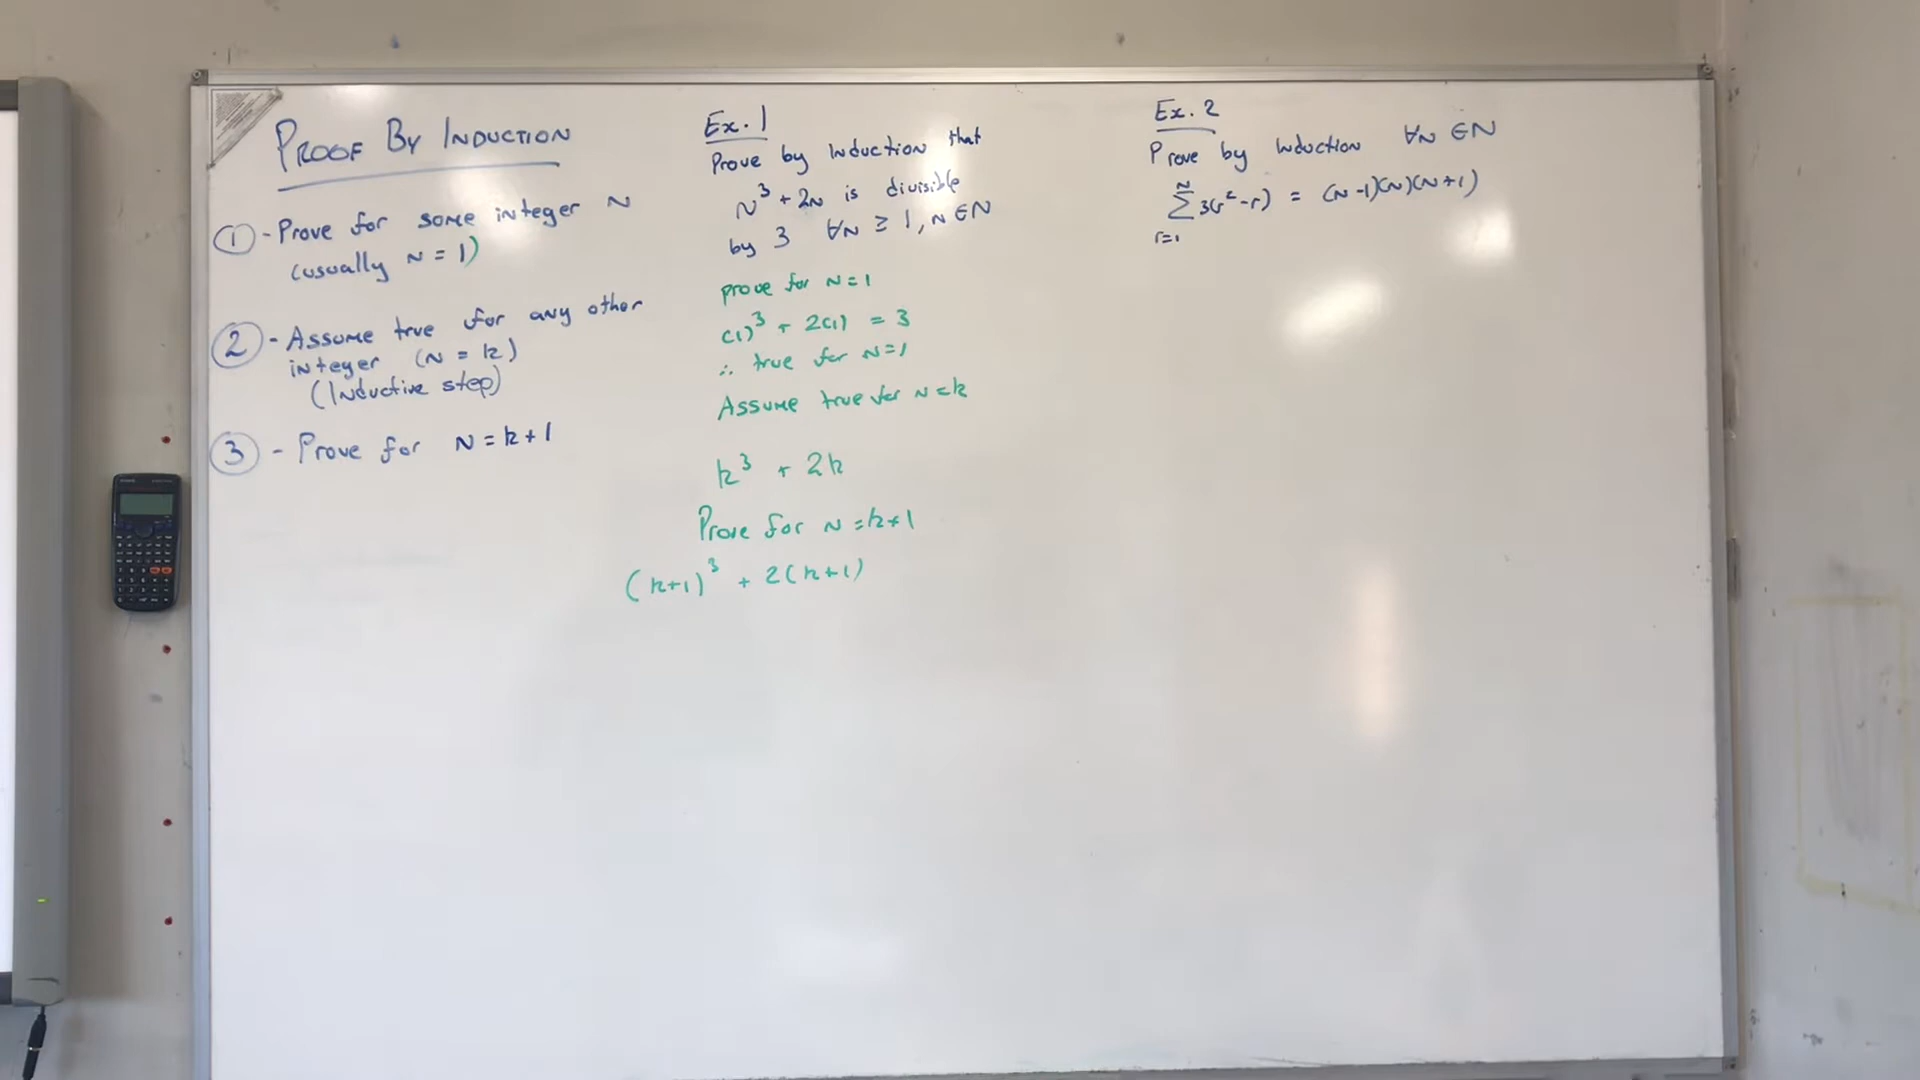 PROOF BY INDUCTION
① - Prove for some integer n
(usually n = 1)
② - Assume true for any other
integer (n = k)
(Inductive step)
③ - Prove for n = k + 1
Ex. 1
Prove by induction that
n³ + 2n is divisible
by 3 ∀n ≥ 1, n ∈ N
prove for n = 1
(1)³ + 2(1) = 3
∴ true for n = 1
Assume true for n = k
k³ + 2k
Prove for n = k + 1
(k+1)³ + 2(k+1)
Ex. 2
Prove by induction ∀n ∈ N
n
∑ 3(r² - r) = (n - 1)(n)(n + 1)
r=1